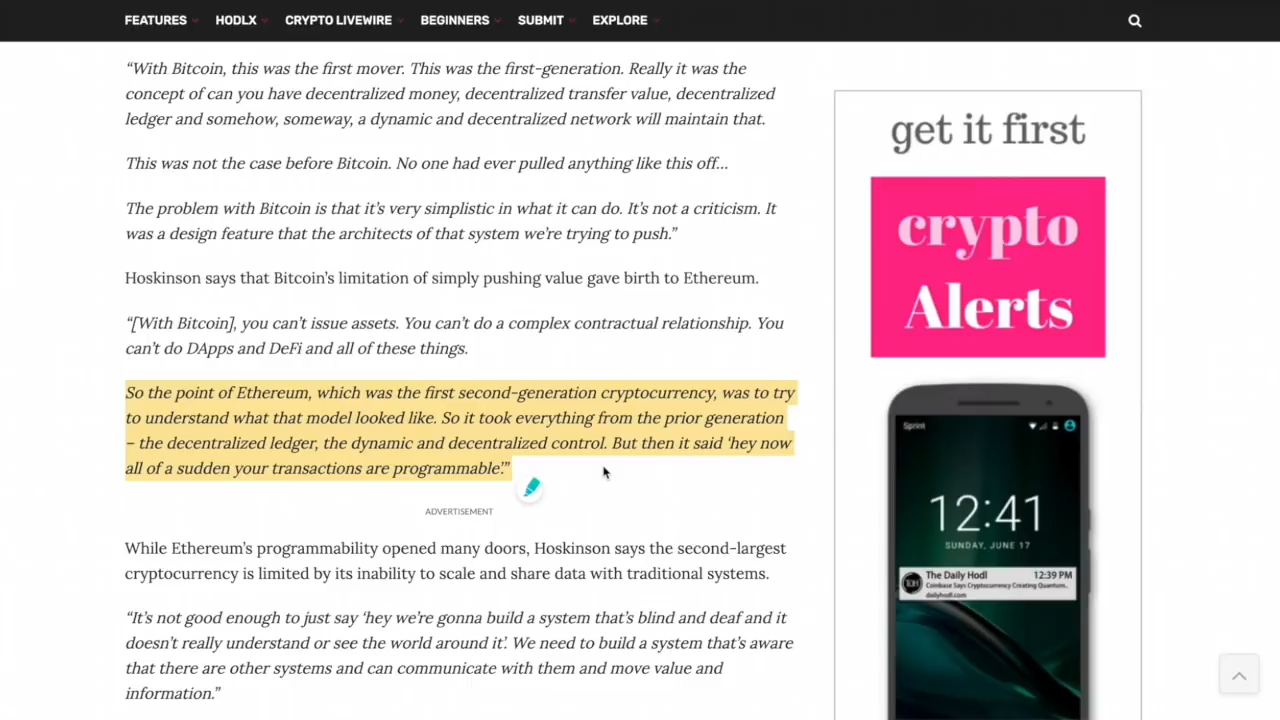 FEATURES HODLX CRYPTO LIVEWIRE BEGINNERS SUBMIT EXPLORE
“With Bitcoin, this was the first mover. This was the first-generation. Really it was the
concept of can you have decentralized money, decentralized transfer value, decentralized
ledger and somehow, someway, a dynamic and decentralized network will maintain that.
This was not the case before Bitcoin. No one had ever pulled anything like this off…
The problem with Bitcoin is that it’s very simplistic in what it can do. It’s not a criticism. It
was a design feature that the architects of that system we’re trying to push.”
Hoskinson says that Bitcoin’s limitation of simply pushing value gave birth to Ethereum.
“[With Bitcoin], you can’t issue assets. You can’t do a complex contractual relationship. You
can’t do DApps and DeFi and all of these things.
So the point of Ethereum, which was the first second-generation cryptocurrency, was to try
to understand what that model looked like. So it took everything from the prior generation
– the decentralized ledger, the dynamic and decentralized control. But then it said ‘hey now
all of a sudden your transactions are programmable.’”
ADVERTISEMENT
While Ethereum’s programmability opened many doors, Hoskinson says the second-largest
cryptocurrency is limited by its inability to scale and share data with traditional systems.
“It’s not good enough to just say ‘hey we’re gonna build a system that’s blind and deaf and it
doesn’t really understand or see the world around it’. We need to build a system that’s aware
that there are other systems and can communicate with them and move value and
information.”
get it first
crypto
Alerts
Sprint
12:41
SUNDAY, JUNE 17
TDH
The Daily Hodl 12:39 PM
Coinbase Says Cryptocurrency Creating Quantum..
dailyhodl.com